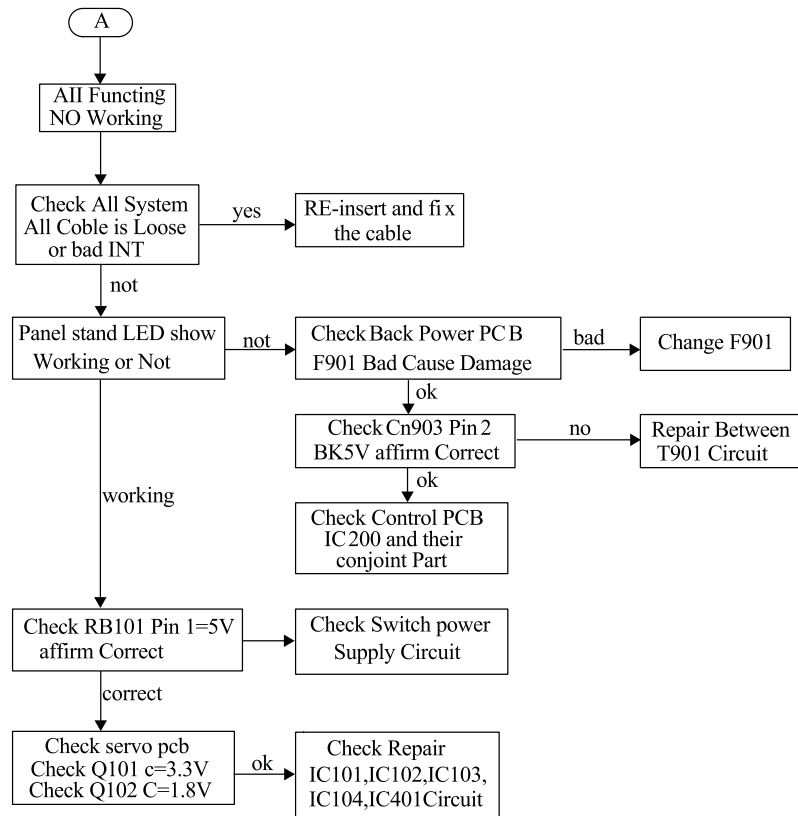 A
AII Functing
NO Working
Check All System
All Coble is Loose
or bad INT
yes
RE-insert and fix
the cable
not
Panel stand LED show
Working or Not
not
Check Back Power PCB
F901 Bad Cause Damage
bad
Change F901
ok
Check Cn903 Pin 2
BK5V affirm Correct
no
Repair Between
T901 Circuit
ok
working
Check Control PCB
IC200 and their
conjoint Part
Check RB101 Pin 1=5V
affirm Correct
Check Switch power
Supply Circuit
correct
Check servo pcb
Check Q101 c=3.3V
Check Q102 C=1.8V
ok
Check Repair
IC101,IC102,IC103,
IC104,IC401Circuit